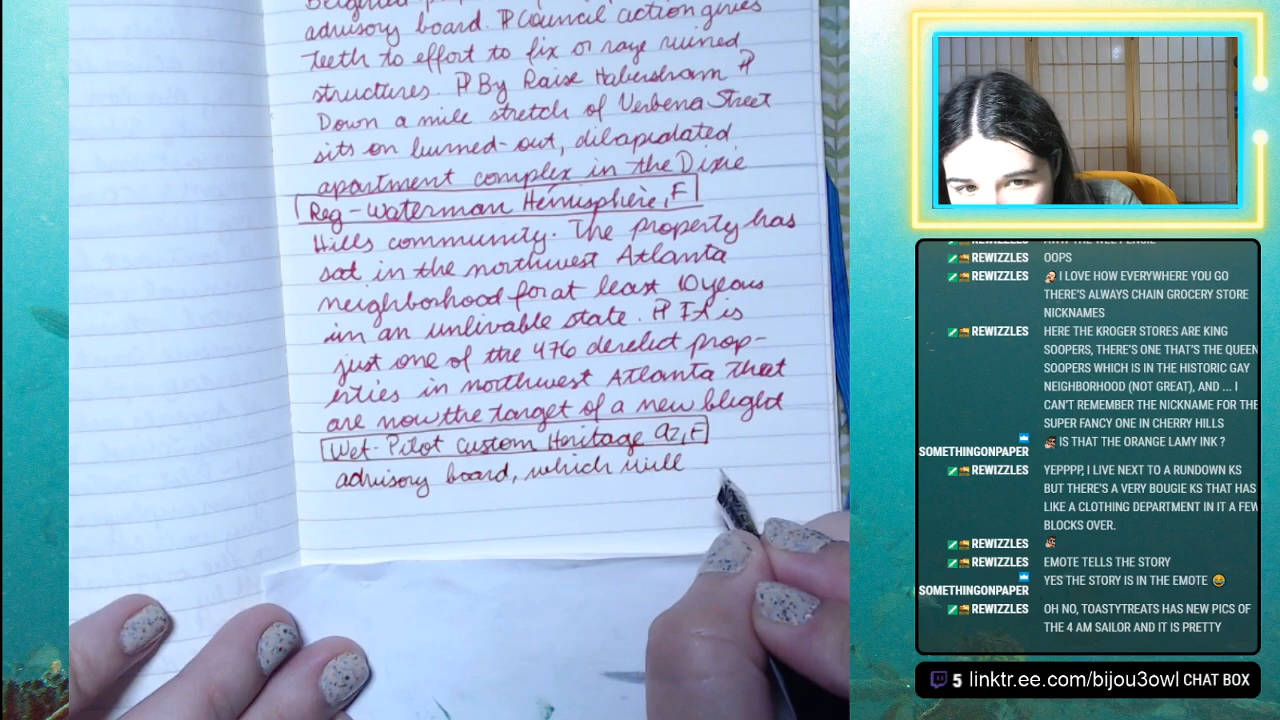 Blighted
advisory board. ¶ Council action gives
teeth to effort to fix or raze ruined
structures. ¶ By Raisa Habersham ¶
Down a mile stretch of Verbena Street
sits on burned-out, dilapidated
apartment complex in the Dixie
Reg-Waterman Hémisphère, F
Hills community. The property has
sat in the northwest Atlanta
neighborhood for at least 10 years
in an unlivable state. ¶ It is
just one of the 476 derelict prop-
erties in northwest Atlanta that
are now the target of a new blight
Wet-Pilot Custom Heritage 92, F
advisory board, which will
REWIZZLES
OOPS
REWIZZLES I LOVE HOW EVERYWHERE YOU GO
THERE'S ALWAYS CHAIN GROCERY STORE
NICKNAMES
REWIZZLES HERE THE KROGER STORES ARE KING
SOOPERS, THERE'S ONE THAT'S THE QUEEN
SOOPERS WHICH IS IN THE HISTORIC GAY
NEIGHBORHOOD (NOT GREAT), AND ... I
CAN'T REMEMBER THE NICKNAME FOR THE
SUPER FANCY ONE IN CHERRY HILLS
SOMETHINGONPAPER IS THAT THE ORANGE LAMY INK ?
REWIZZLES YEPPPP, I LIVE NEXT TO A RUNDOWN KS
BUT THERE'S A VERY BOUGIE KS THAT HAS
LIKE A CLOTHING DEPARTMENT IN IT A FEW
BLOCKS OVER.
REWIZZLES
REWIZZLES EMOTE TELLS THE STORY
SOMETHINGONPAPER YES THE STORY IS IN THE EMOTE
REWIZZLES OH NO, TOASTYTREATS HAS NEW PICS OF
THE 4 AM SAILOR AND IT IS PRETTY
5 linktr.ee.com/bijou3owl CHAT BOX